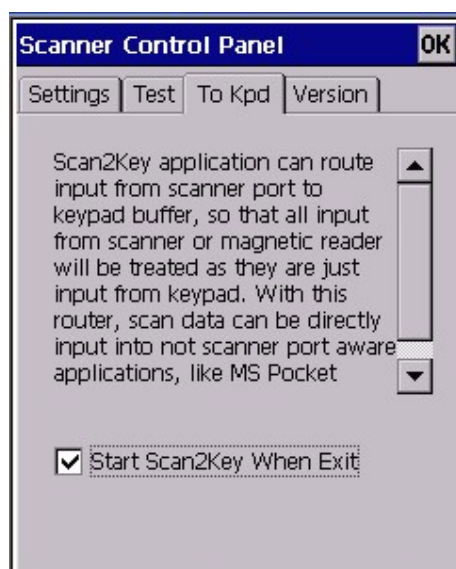 Scanner Control Panel OK
Settings Test To Kpd Version
Scan2Key application can route
input from scanner port to
keypad buffer, so that all input
from scanner or magnetic reader
will be treated as they are just
input from keypad. With this
router, scan data can be directly
input into not scanner port aware
applications, like MS Pocket
Start Scan2Key When Exit